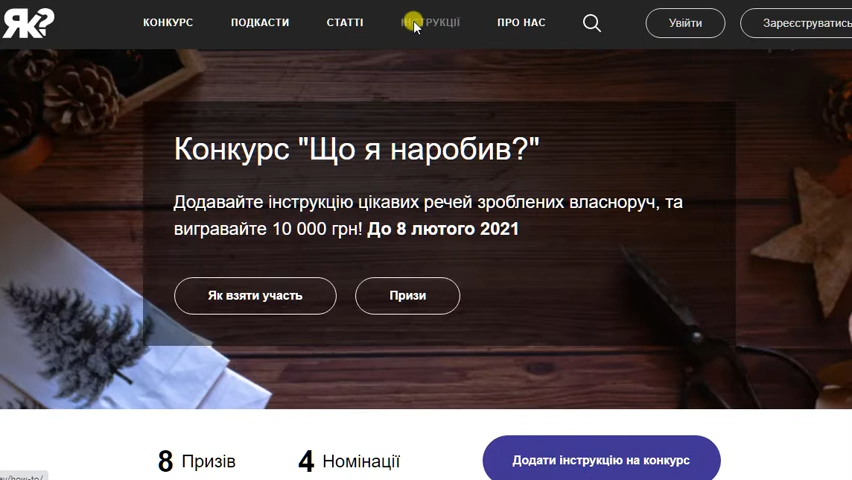 ЯК?
КОНКУРС ПОДКАСТИ СТАТТІ ІНСТРУКЦІЇ ПРО НАС Увійти Зареєструватись
Конкурс "Що я наробив?"
Додавайте інструкцію цікавих речей зроблених власноруч, та
вигравайте 10 000 грн! До 8 лютого 2021
Як взяти участь Призи
8 Призів 4 Номінації Додати інструкцію на конкурс